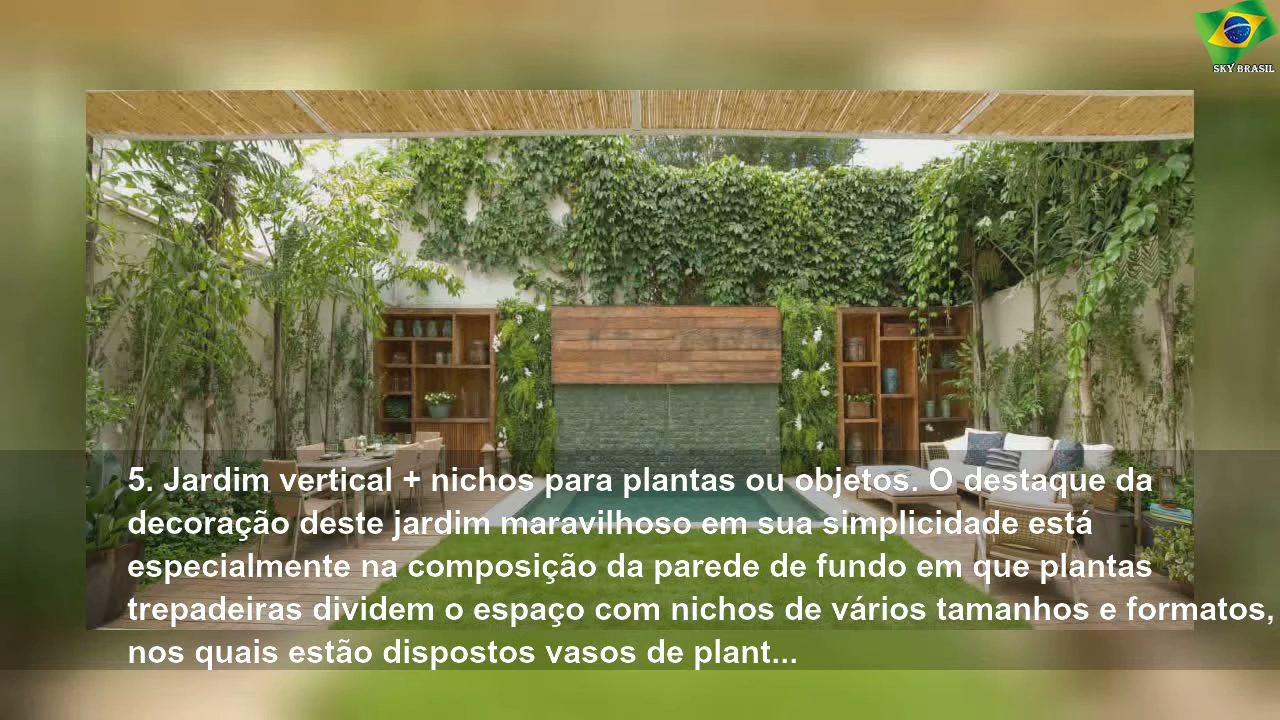 SKY BRASIL
5. Jardim vertical + nichos para plantas ou objetos. O destaque da
decoração deste jardim maravilhoso em sua simplicidade está
especialmente na composição da parede de fundo em que plantas
trepadeiras dividem o espaço com nichos de vários tamanhos e formatos,
nos quais estão dispostos vasos de plant...